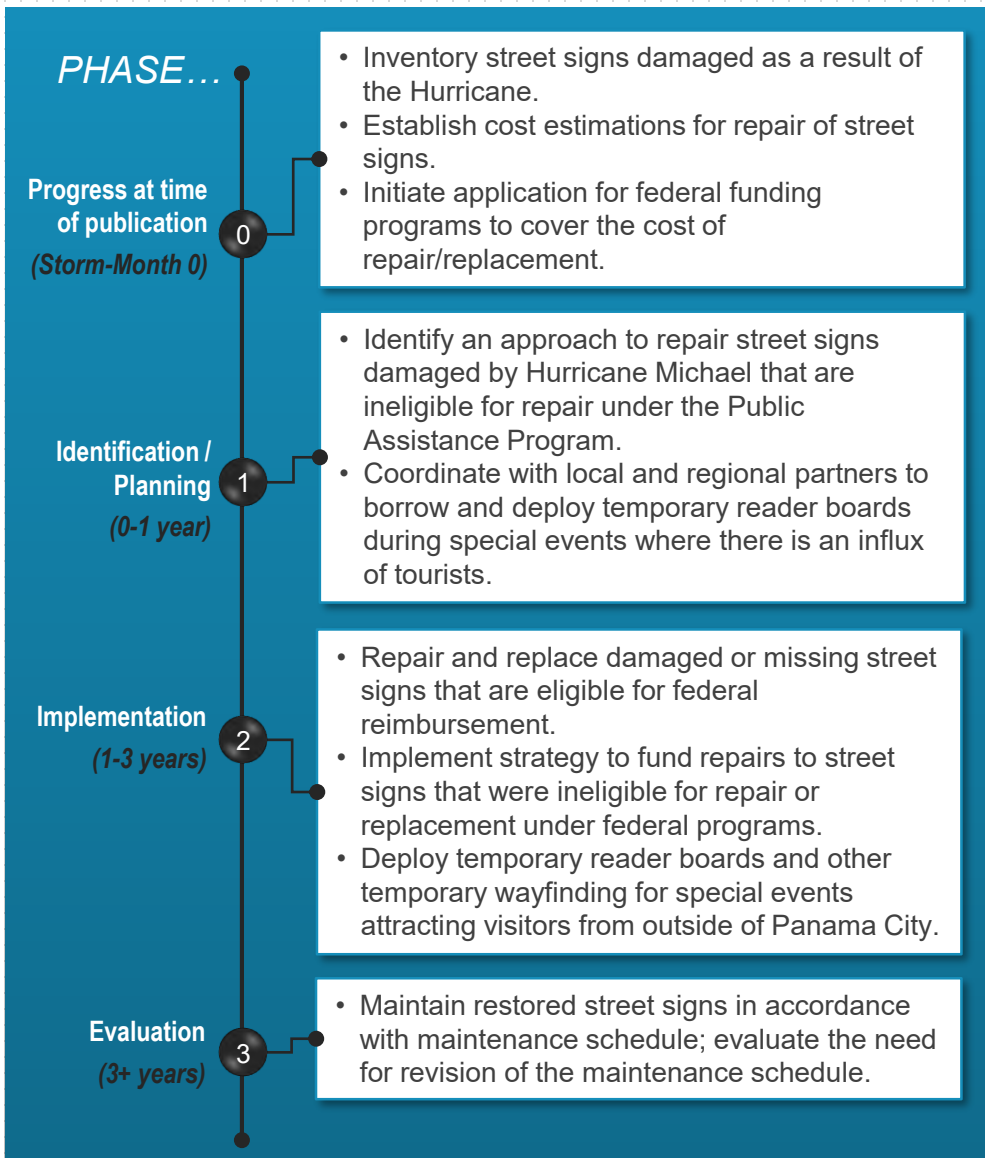 PHASE...
Progress at time
of publication
(Storm-Month 0)
0
• Inventory street signs damaged as a result of
the Hurricane.
• Establish cost estimations for repair of street
signs.
• Initiate application for federal funding
programs to cover the cost of
repair/replacement.
Identification /
Planning
(0-1 year)
1
• Identify an approach to repair street signs
damaged by Hurricane Michael that are
ineligible for repair under the Public
Assistance Program.
• Coordinate with local and regional partners to
borrow and deploy temporary reader boards
during special events where there is an influx
of tourists.
Implementation
(1-3 years)
2
• Repair and replace damaged or missing street
signs that are eligible for federal
reimbursement.
• Implement strategy to fund repairs to street
signs that were ineligible for repair or
replacement under federal programs.
• Deploy temporary reader boards and other
temporary wayfinding for special events
attracting visitors from outside of Panama City.
Evaluation
(3+ years)
3
• Maintain restored street signs in accordance
with maintenance schedule; evaluate the need
for revision of the maintenance schedule.